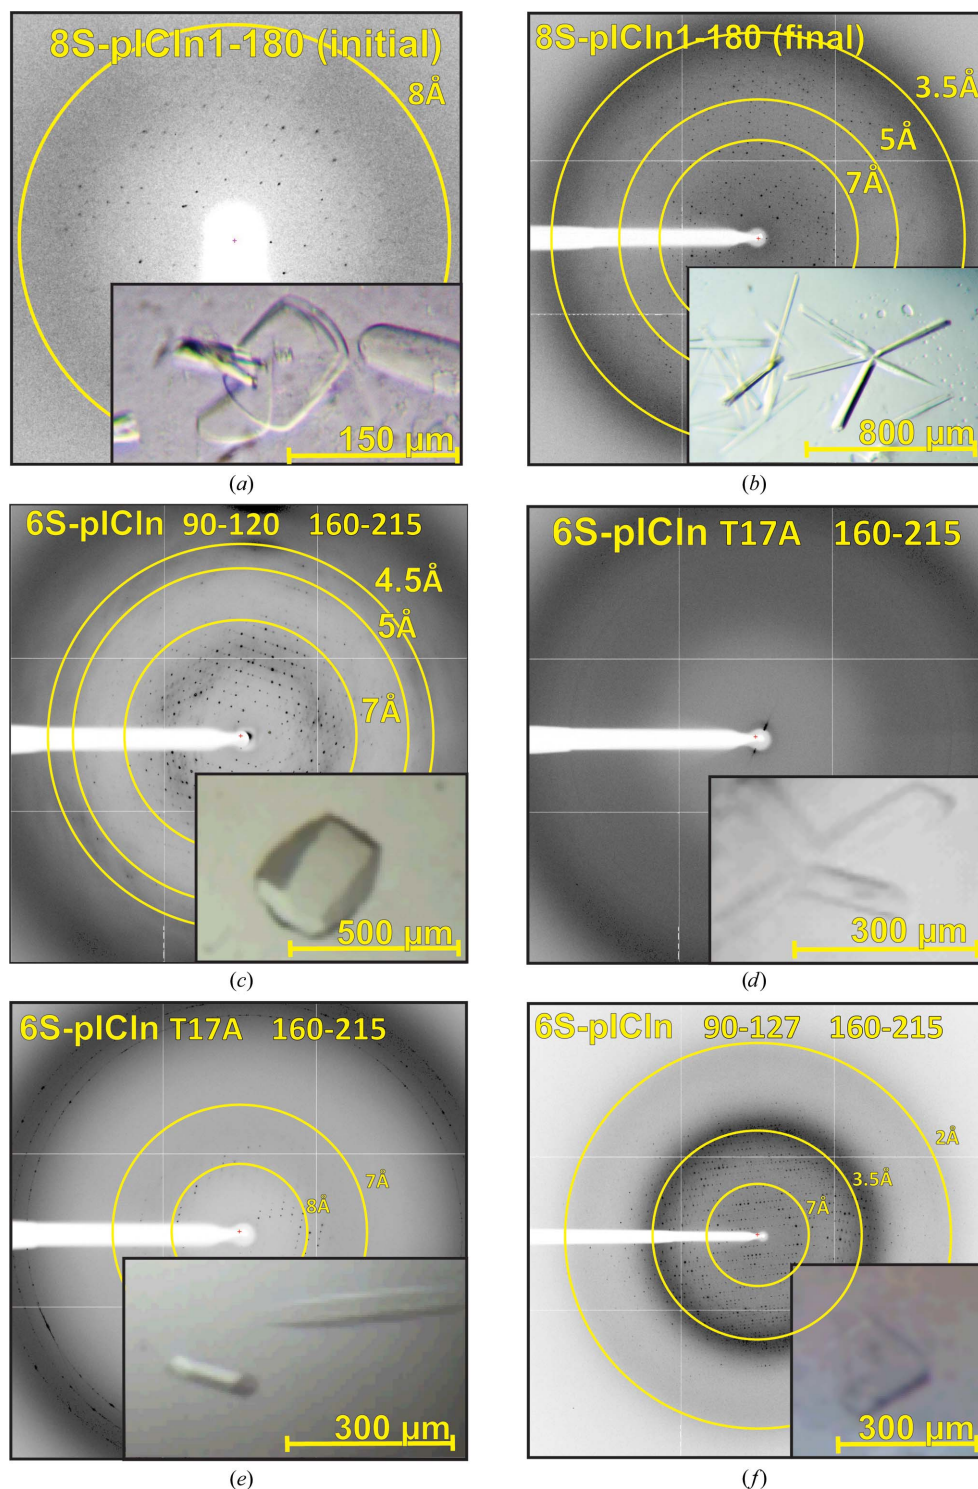 8S-pICln1-180 (initial)
8Å
150 µm
(a)
8S-pICln1-180 (final)
3.5Å
5Å
7Å
800 µm
(b)
6S-pICln 90-120 160-215
4.5Å
5Å
7Å
500 µm
(c)
6S-pICln T17A 160-215
300 µm
(d)
6S-pICln T17A 160-215
7Å
8Å
300 µm
(e)
6S-pICln 90-127 160-215
2Å
3.5Å
7Å
300 µm
(f)